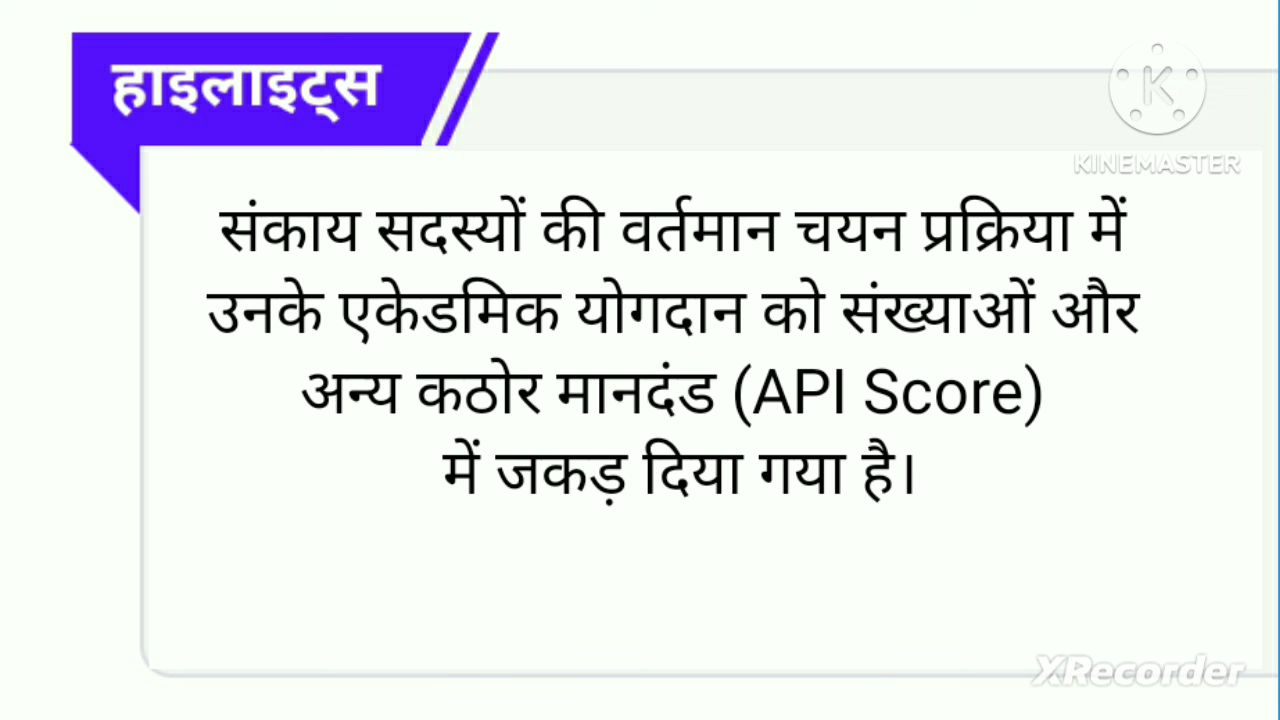 हाइलाइट्स
KINEMASTER
संकाय सदस्यों की वर्तमान चयन प्रक्रिया में
उनके एकेडमिक योगदान को संख्याओं और
अन्य कठोर मानदंड (API Score)
में जकड़ दिया गया है।
XRecorder